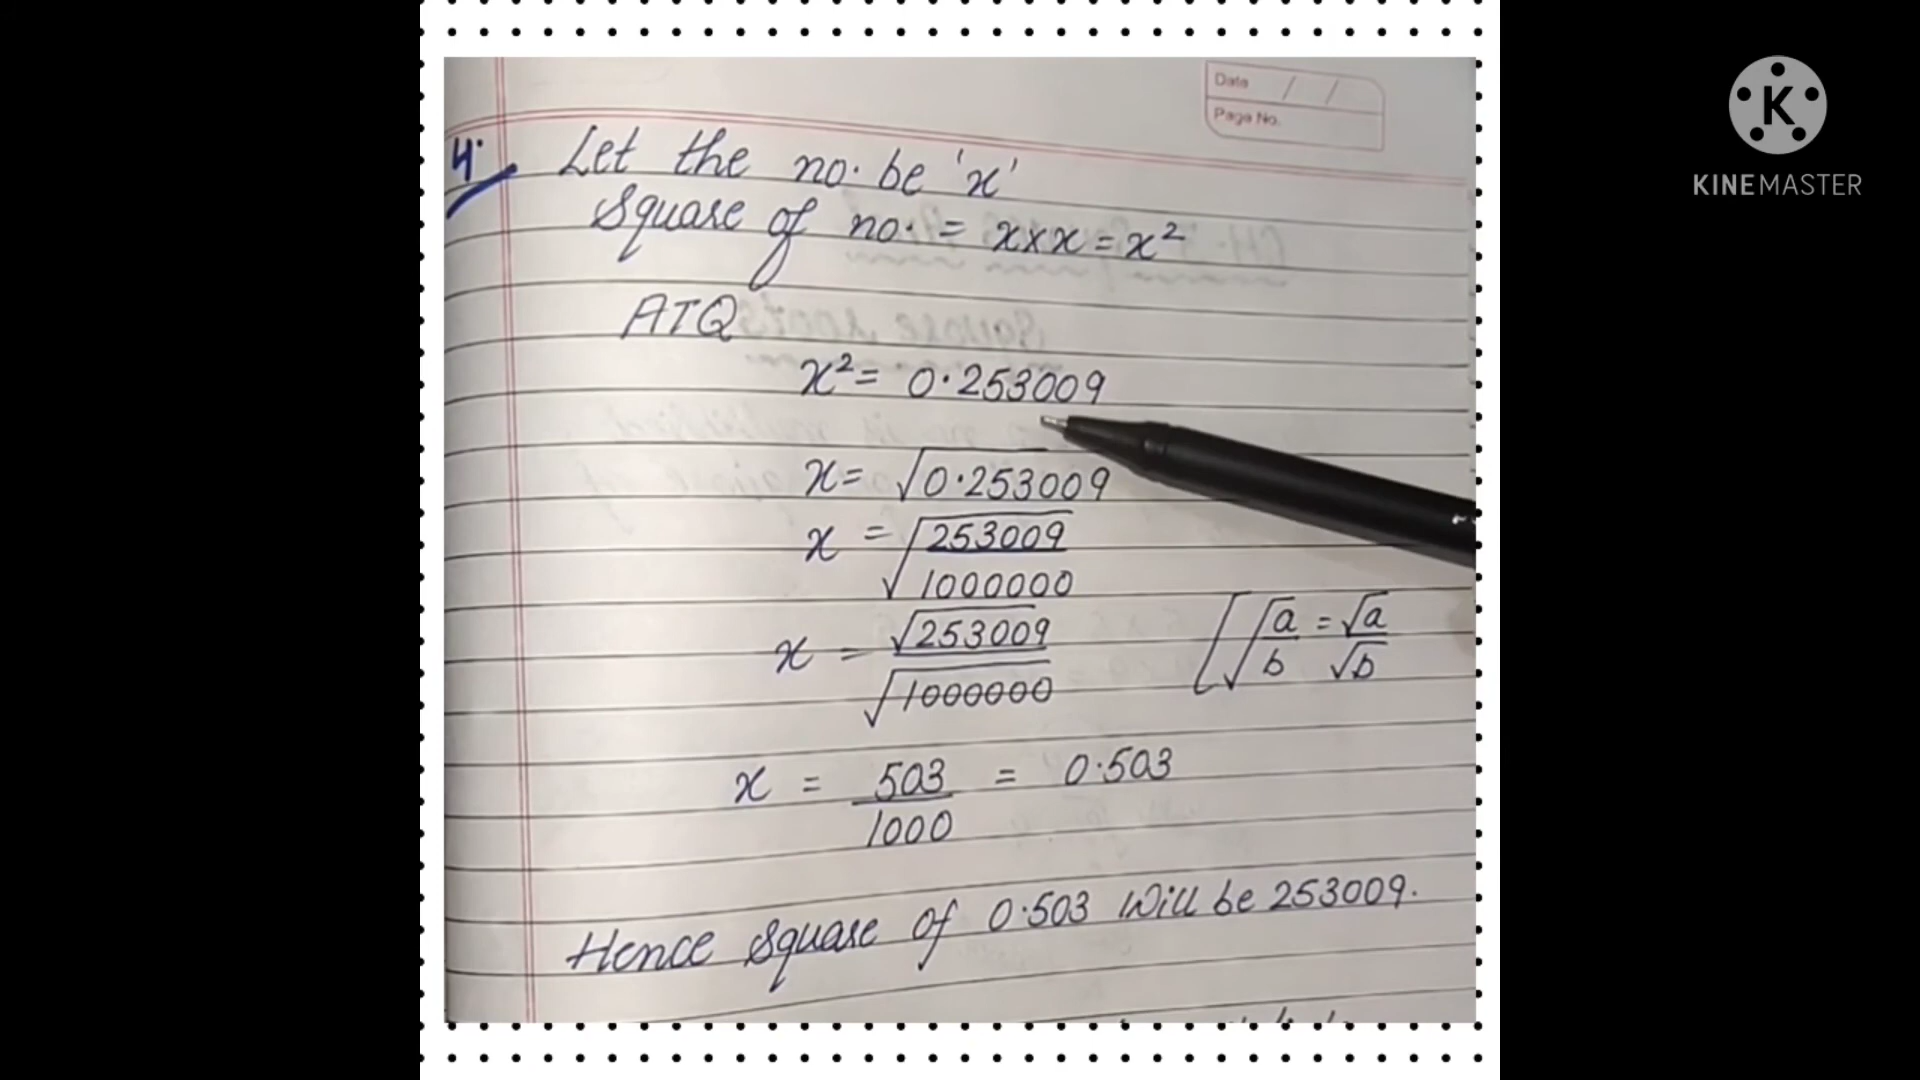 Date / /
Page No.
4. Let the no. be 'x'
Square of no. = x×x = x²
ATQ
x² = 0.253009
x = √0.253009
x = √253009/1000000
x = √253009/√1000000 [√a/b = √a/√b
x = 503/1000 = 0.503
Hence square of 0.503 will be 253009.
K
KINEMASTER